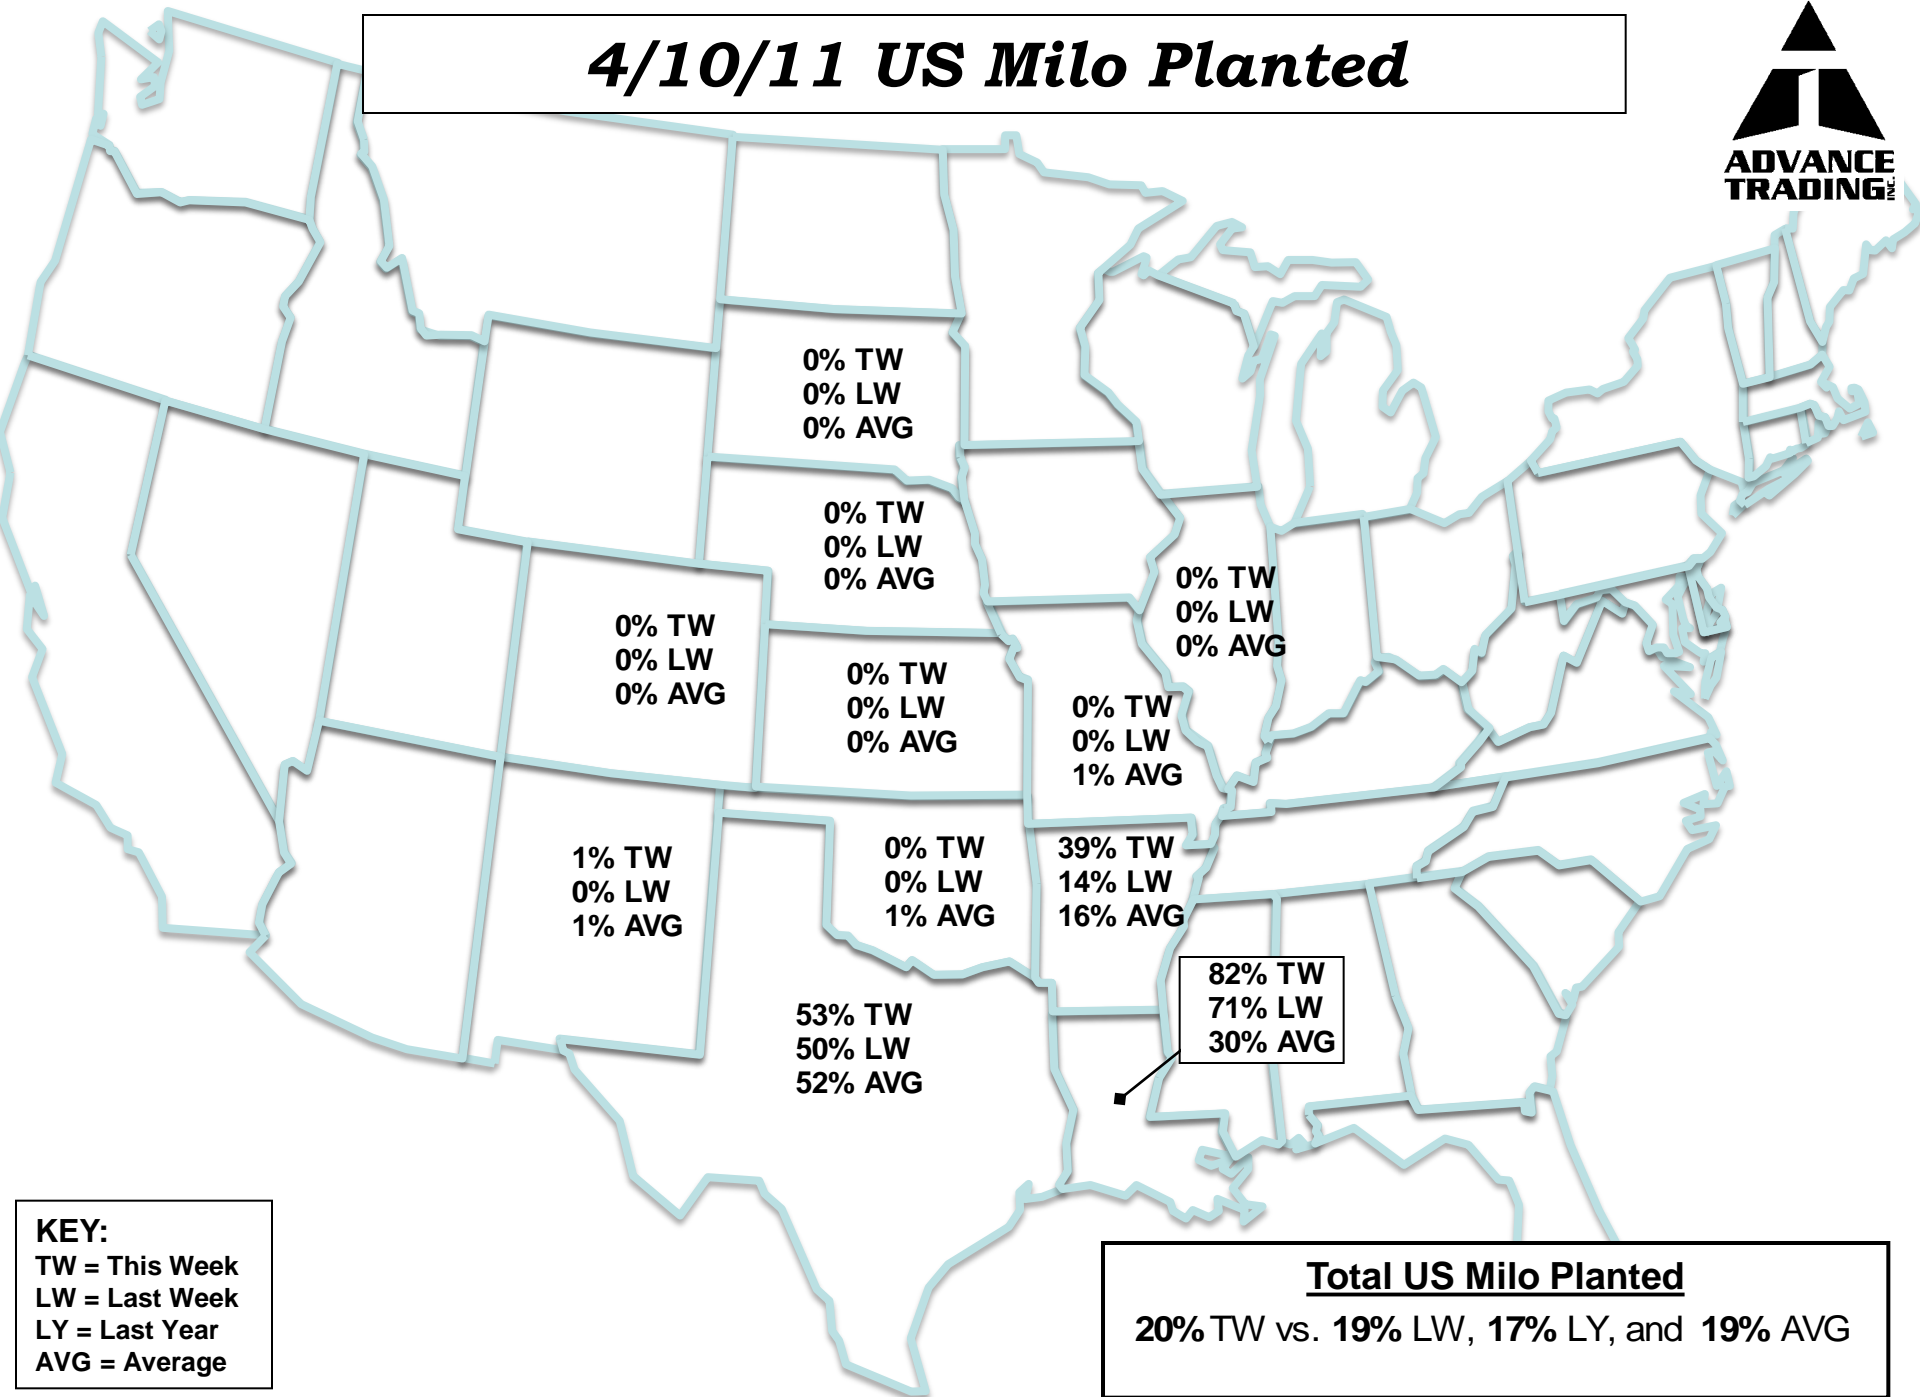 4/10/11 US Milo Planted
ADVANCE
TRADING INC.
0% TW
0% LW
0% AVG
0% TW
0% LW
0% AVG
0% TW
0% LW
0% AVG
0% TW
0% LW
0% AVG
0% TW
0% LW
0% AVG
0% TW
0% LW
1% AVG
1% TW
0% LW
1% AVG
0% TW
0% LW
1% AVG
39% TW
14% LW
16% AVG
82% TW
71% LW
30% AVG
53% TW
50% LW
52% AVG
KEY:
TW = This Week
LW = Last Week
LY = Last Year
AVG = Average
Total US Milo Planted
20% TW vs. 19% LW, 17% LY, and 19% AVG